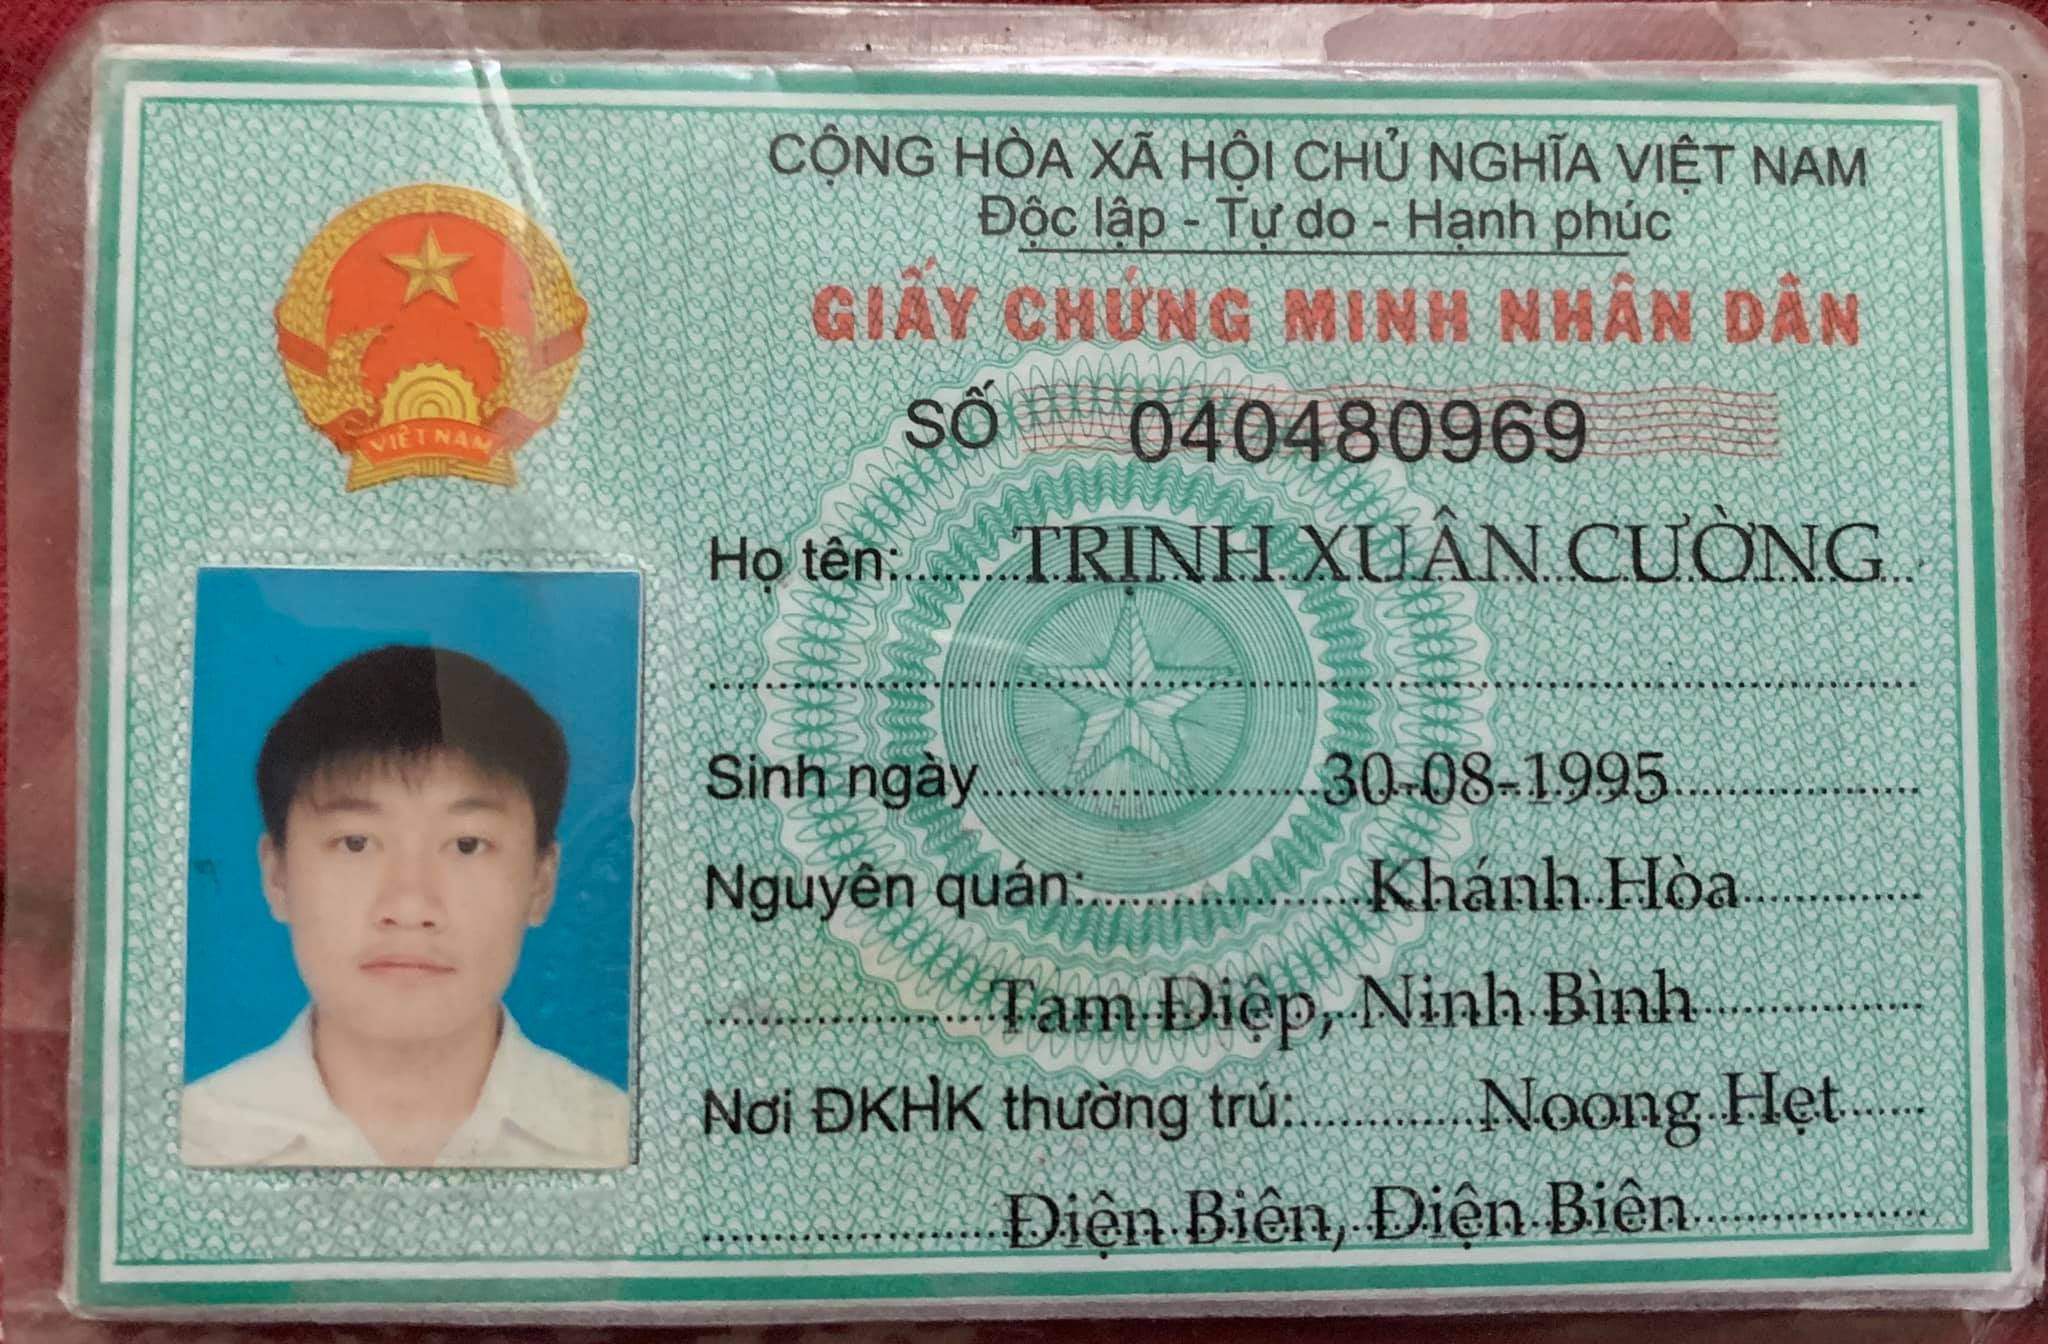 CỘNG HÒA XÃ HỘI CHỦ NGHĨA VIỆT NAM
Độc lập - Tự do - Hạnh phúc
GIẤY CHỨNG MINH NHÂN DÂN
SỐ 040480969
VIỆT NAM
Họ tên: TRỊNH XUÂN CƯỜNG
Sinh ngày 30-08-1995
Nguyên quán: Khánh Hòa
Tam Điệp, Ninh Bình
Nơi ĐKHK thường trú: Noong Hẹt
Điện Biên, Điện Biên